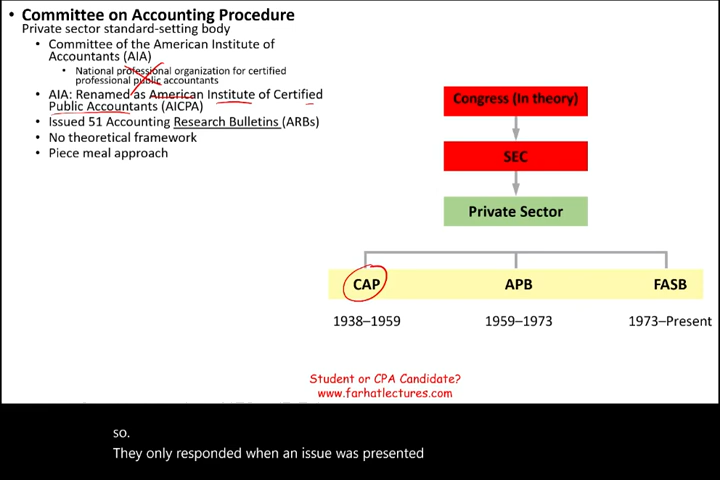 Committee on Accounting Procedure
Private sector standard-setting body
Committee of the American Institute of
Accountants (AIA)
National professional organization for certified
professional public accountants
AIA: Renamed as American Institute of Certified
Public Accountants (AICPA)
Issued 51 Accounting Research Bulletins (ARBs)
No theoretical framework
Piece meal approach
Congress (In theory)
SEC
Private Sector
CAP APB FASB
1938–1959 1959–1973 1973–Present
Student or CPA Candidate?
www.farhatlectures.com
so.
They only responded when an issue was presented